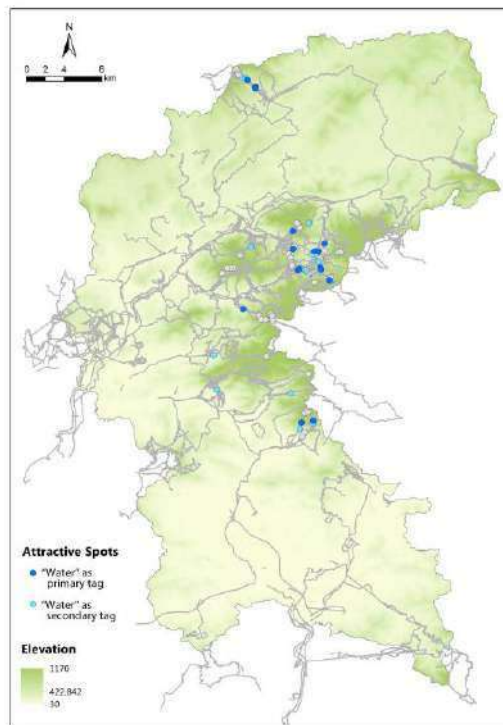 N
0 2 4 8
km
Attractive Spots
"Water" as
primary tag
"Water" as
secondary tag
Elevation
1170
422.842
30